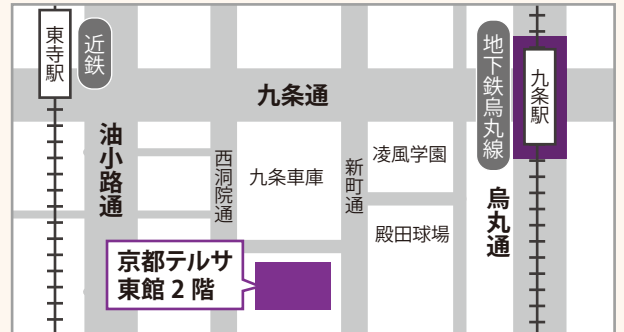 東寺駅
近鉄
地下鉄烏丸線
九条駅
九条通
油小路通
西洞院通
九条車庫
新町通
凌風学園
烏丸通
殿田球場
京都テルサ
東館2階